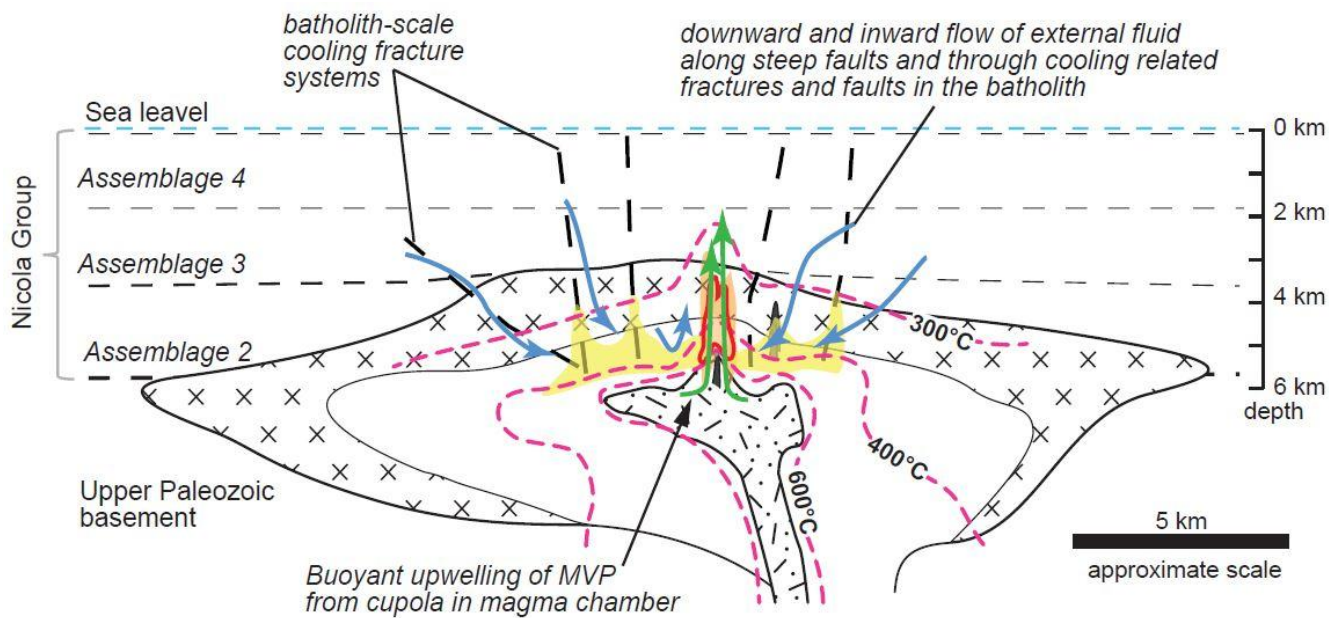 batholith-scale
cooling fracture
systems
downward and inward flow of external fluid
along steep faults and through cooling related
fractures and faults in the batholith
Sea leavel
0 km
Nicola Group
Assemblage 4
2 km
Assemblage 3
4 km
300°C
Assemblage 2
6 km
depth
400°C
600°C
Upper Paleozoic
basement
5 km
approximate scale
Buoyant upwelling of MVP
from cupola in magma chamber